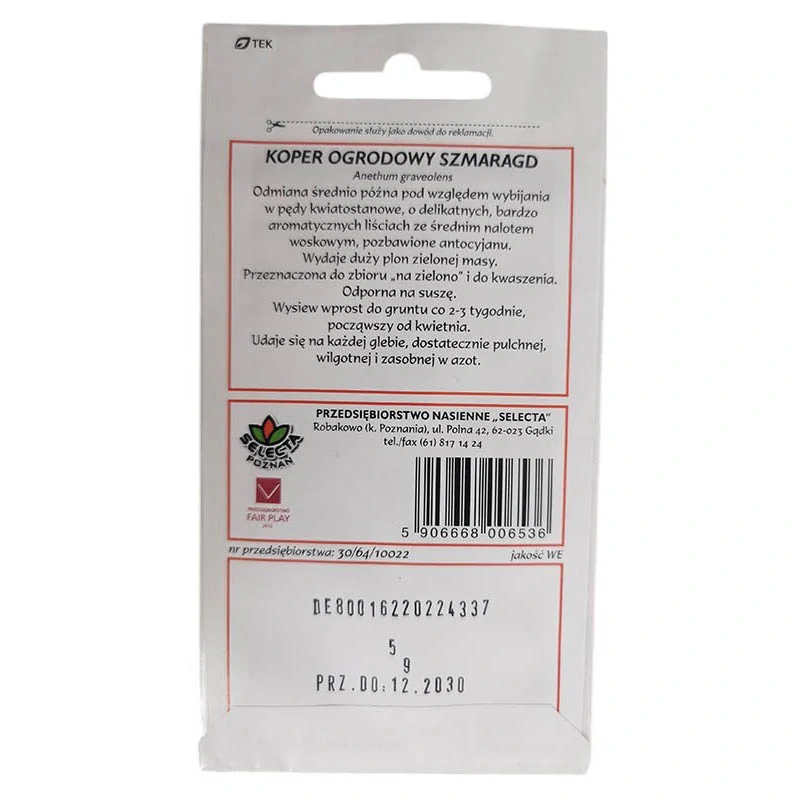 TEK
Opakowanie służy jako dowód do reklamacji.
KOPER OGRODOWY SZMARAGD
Anethum graveolens
Odmiana średnio późna pod względem wybijania
w pędy kwiatostanowe, o delikatnych, bardzo
aromatycznych liściach ze średnim nalotem
woskowym, pozbawione antocyjanu.
Wydaje duży plon zielonej masy.
Przeznaczona do zbioru „na zielono” i do kwaszenia.
Odporna na suszę.
Wysiew wprost do gruntu co 2-3 tygodnie,
począwszy od kwietnia.
Udaje się na każdej glebie, dostatecznie pulchnej,
wilgotnej i zasobnej w azot.
PRZEDSIĘBIORSTWO NASIENNE „SELECTA”
Robakowo (k. Poznania), ul. Polna 42, 62-023 Gądki
tel./fax (61) 817 14 24
SELECTA
POZNAŃ
PRZEDSIĘBIORSTWO
FAIR PLAY
5 906668 006536
nr przedsiębiorstwa: 30/64/10022
jakość WE
DE80016220224337
5
9
PRZ.DO:12.2030